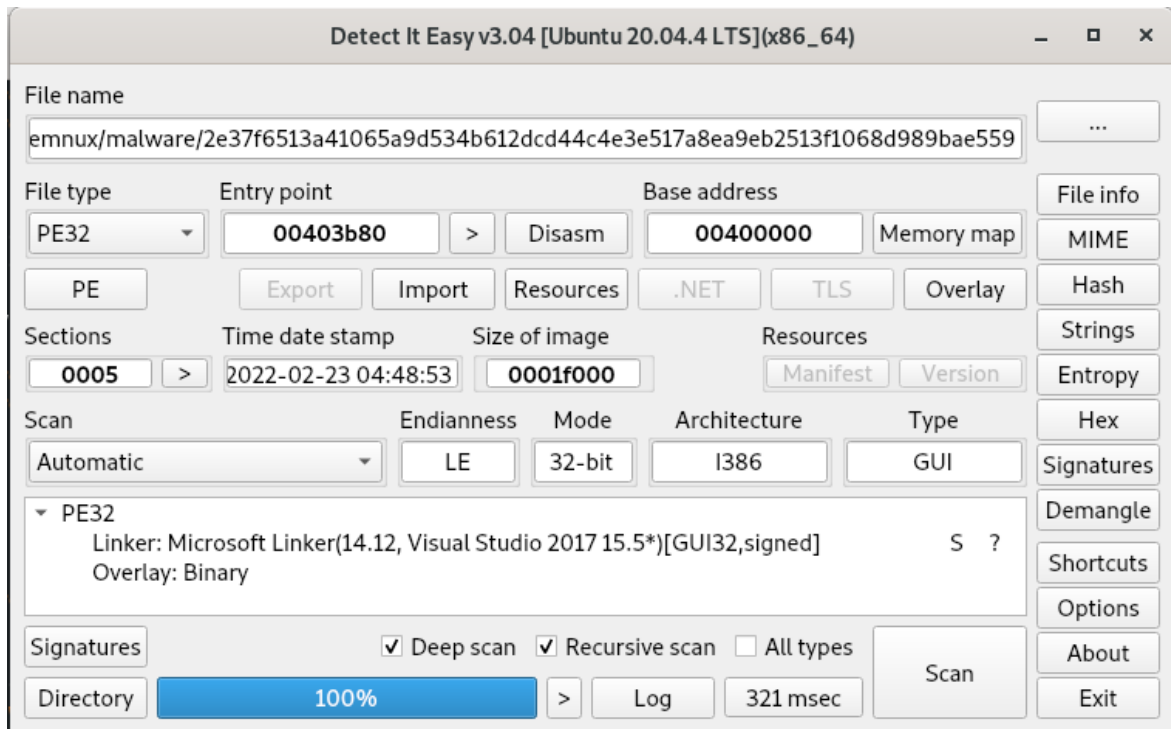 Detect It Easy v3.04 [Ubuntu 20.04.4 LTS](x86_64)
File name
emnux/malware/2e37f6513a41065a9d534b612dcd44c4e3e517a8ea9eb2513f1068d989bae559 ...
File type Entry point Base address File info
PE32 00403b80 > Disasm 00400000 Memory map MIME
PE Export Import Resources .NET TLS Overlay Hash
Sections Time date stamp Size of image Resources Strings
0005 > 2022-02-23 04:48:53 0001f000 Manifest Version Entropy
Scan Endianness Mode Architecture Type Hex
Automatic LE 32-bit I386 GUI Signatures
PE32 Demangle
Linker: Microsoft Linker(14.12, Visual Studio 2017 15.5*)[GUI32,signed] S ?
Overlay: Binary Shortcuts
Options
Signatures Deep scan Recursive scan All types Scan About
Directory 100% > Log 321 msec Exit